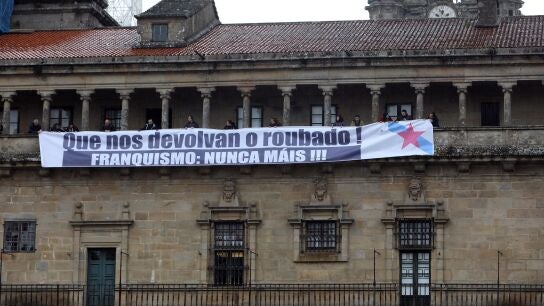 Que nos devolvan o roubado !
FRANQUISMO: NUNCA MÁIS !!!